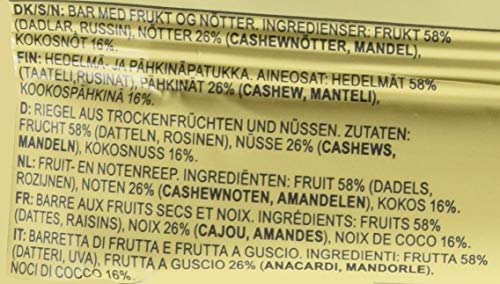 DK/S/N: BAR MED FRUKT OG NÖTTER. INGREDIENSER: FRUKT 58%
(DADLAR, RUSSIN), NÖTTER 26% (CASHEWNÖTTER, MANDEL),
KOKOSNÖT 16%.
FIN: HEDELMÄ- JA PÄHKINÄPATUKKA. AINEOSAT: HEDELMÄT 58%
(TAATELI,RUSINAT), PÄHKINÄT 26% (CASHEW, MANTELI),
KOOKOSPÄHKINÄ 16%.
D: RIEGEL AUS TROCKENFRÜCHTEN UND NÜSSEN. ZUTATEN:
FRUCHT 58% (DATTELN, ROSINEN), NÜSSE 26% (CASHEWS,
MANDELN), KOKOSNUSS 16%.
NL: FRUIT- EN NOTENREEP. INGREDIËNTEN: FRUIT 58% (DADELS,
ROZIJNEN), NOTEN 26% (CASHEWNOTEN, AMANDELEN), KOKOS 16%.
FR: BARRE AUX FRUITS SECS ET NOIX. INGRÉDIENTS: FRUITS 58%
(DATTES, RAISINS), NOIX 26% (CAJOU, AMANDES), NOIX DE COCO 16%.
IT: BARRETTA DI FRUTTA E FRUTTA A GUSCIO. INGREDIENTI: FRUTTA 58%
(DATTERI, UVA), FRUTTA A GUSCIO 26% (ANACARDI, MANDORLE),
NOCI DI COCCO 16%.